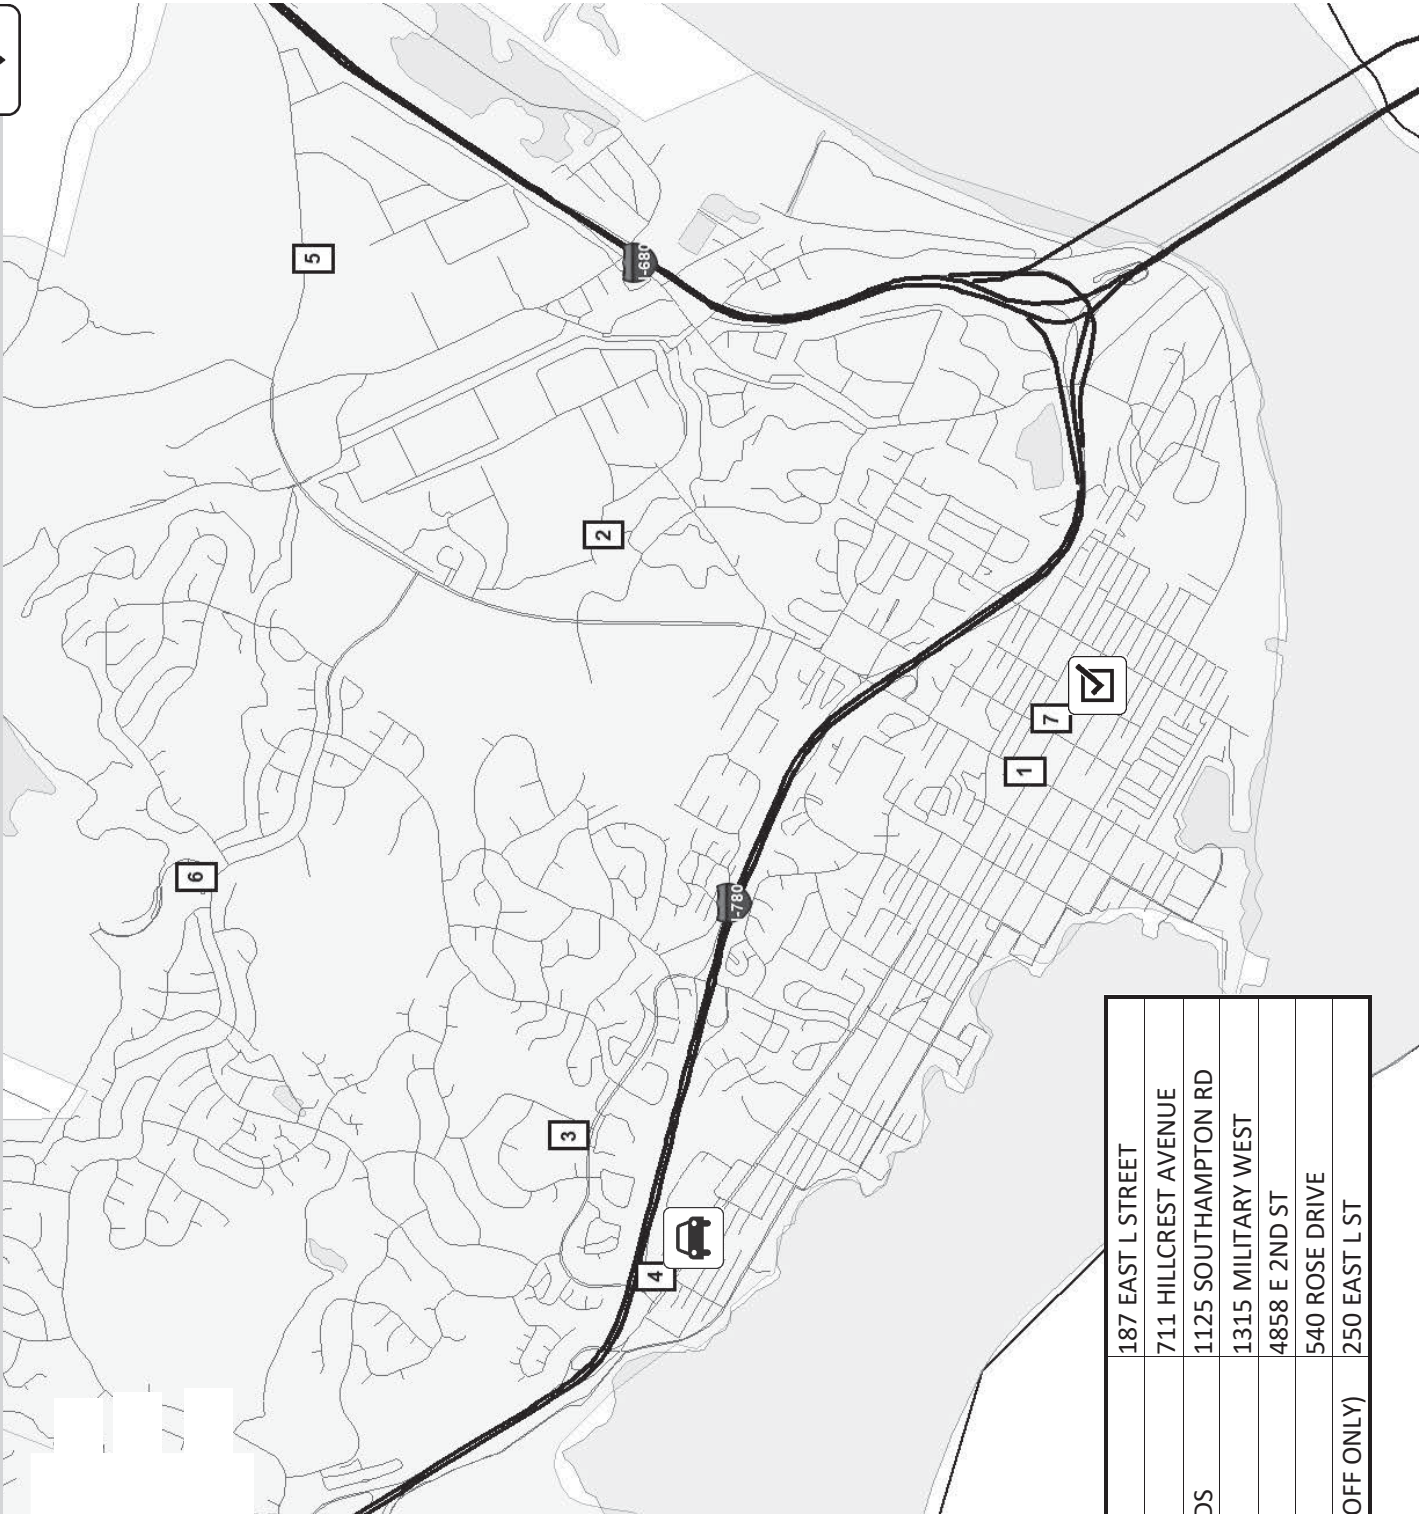 5
I-680
2
7
1
6
I-780
3
4
187 EAST L STREET
711 HILLCREST AVENUE
DS 1125 SOUTHAMPTON RD
1315 MILITARY WEST
4858 E 2ND ST
540 ROSE DRIVE
OFF ONLY) 250 EAST L ST